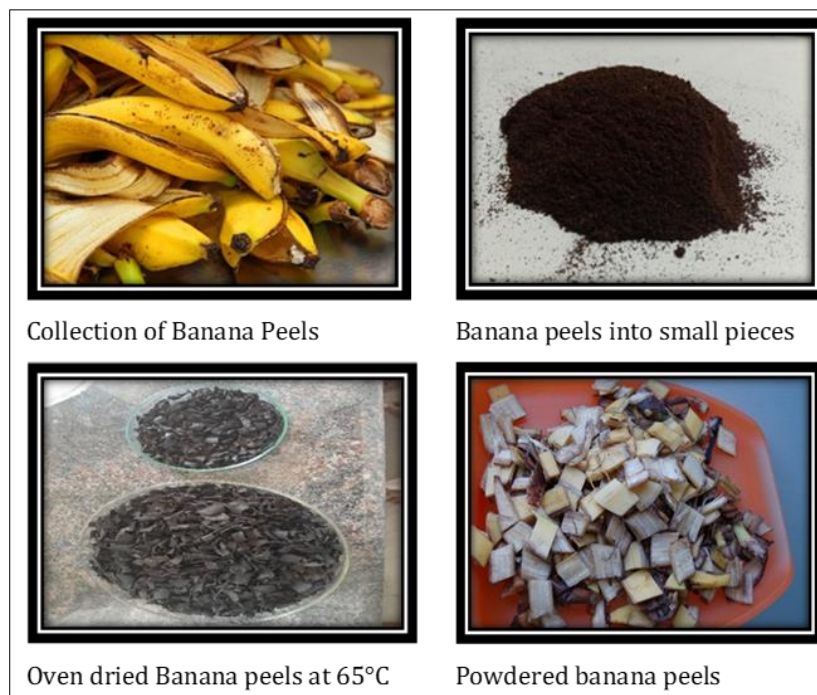 Collection of Banana Peels
Banana peels into small pieces
Oven dried Banana peels at 65°C
Powdered banana peels